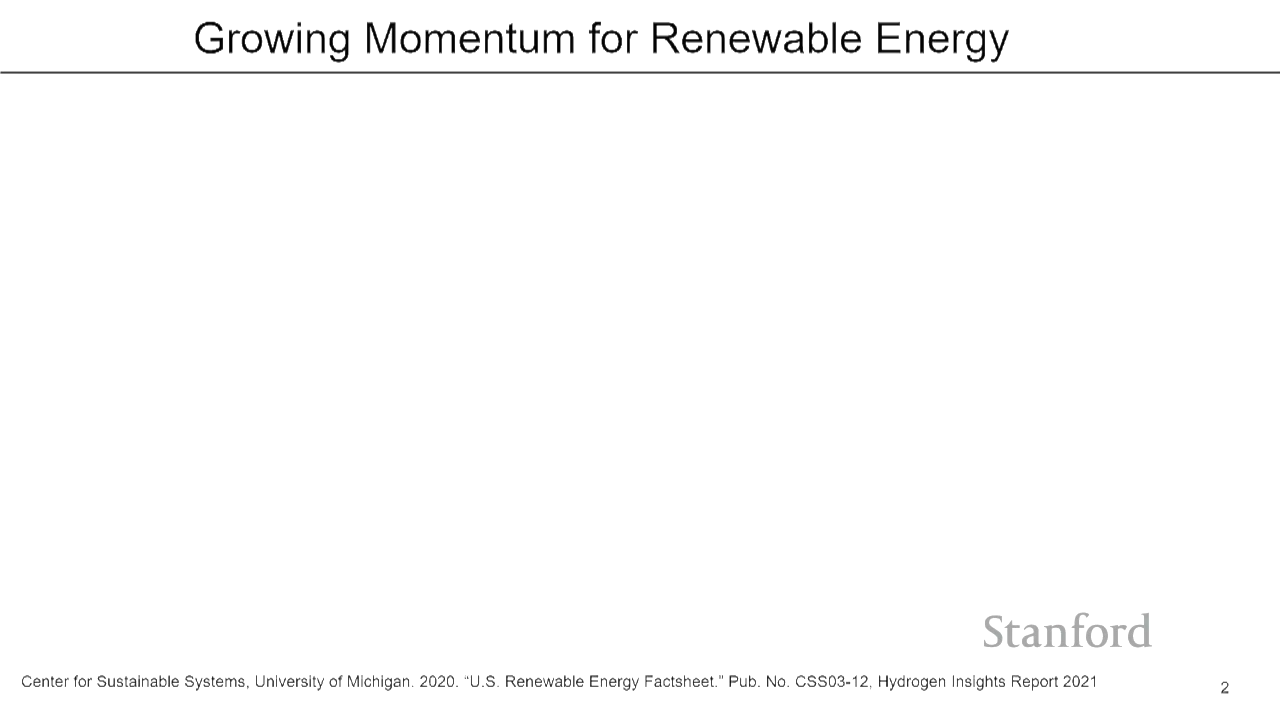 Growing Momentum for Renewable Energy
Stanford
Center for Sustainable Systems, University of Michigan. 2020. “U.S. Renewable Energy Factsheet.” Pub. No. CSS03-12, Hydrogen Insights Report 2021
2